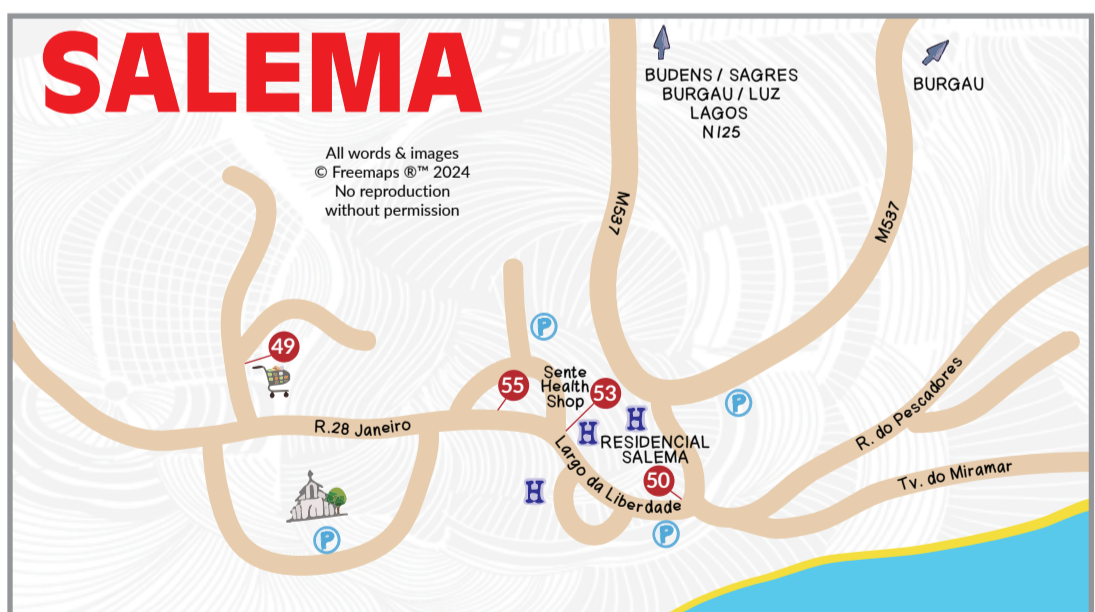 SALEMA
All words & images
© Freemaps ®™ 2024
No reproduction
without permission
BUDENS / SAGRES
BURGAU / LUZ
LAGOS
N125
BURGAU
M537
M537
49
P
55
Sente
Health
Shop
53
P
H
H
R.28 Janeiro
RESIDENCIAL
SALEMA
50
Largo da Liberdade
H
P
P
R. do Pescadores
Tv. do Miramar